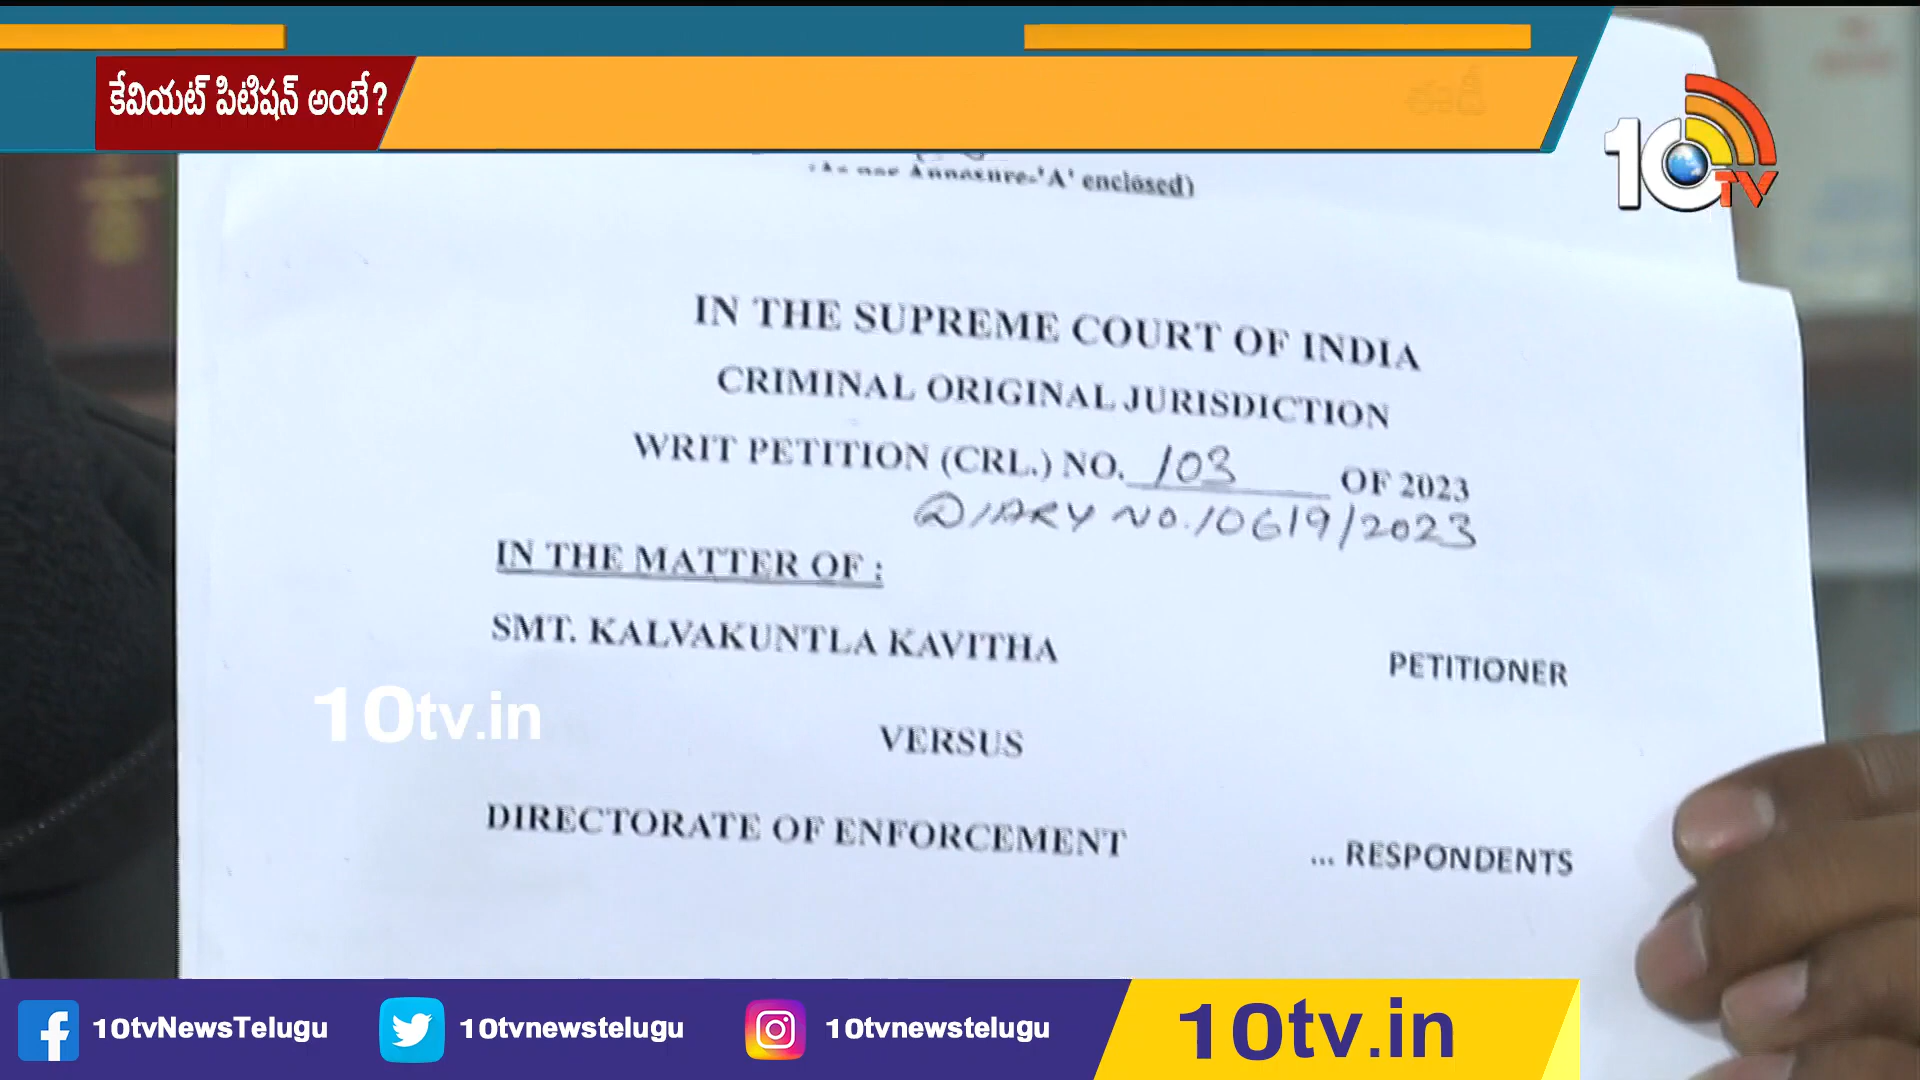 కేవియట్ పిటిషన్ అంటే?
ఈడీ
10TV
Annexure-'A' enclosed)
IN THE SUPREME COURT OF INDIA
CRIMINAL ORIGINAL JURISDICTION
WRIT PETITION (CRL.) NO. 103 OF 2023
DIARY NO. 10619/2023
IN THE MATTER OF :
SMT. KALVAKUNTLA KAVITHA PETITIONER
10tv.in
VERSUS
DIRECTORATE OF ENFORCEMENT ... RESPONDENTS
10tvNewsTelugu 10tvnewstelugu 10tvnewstelugu 10tv.in